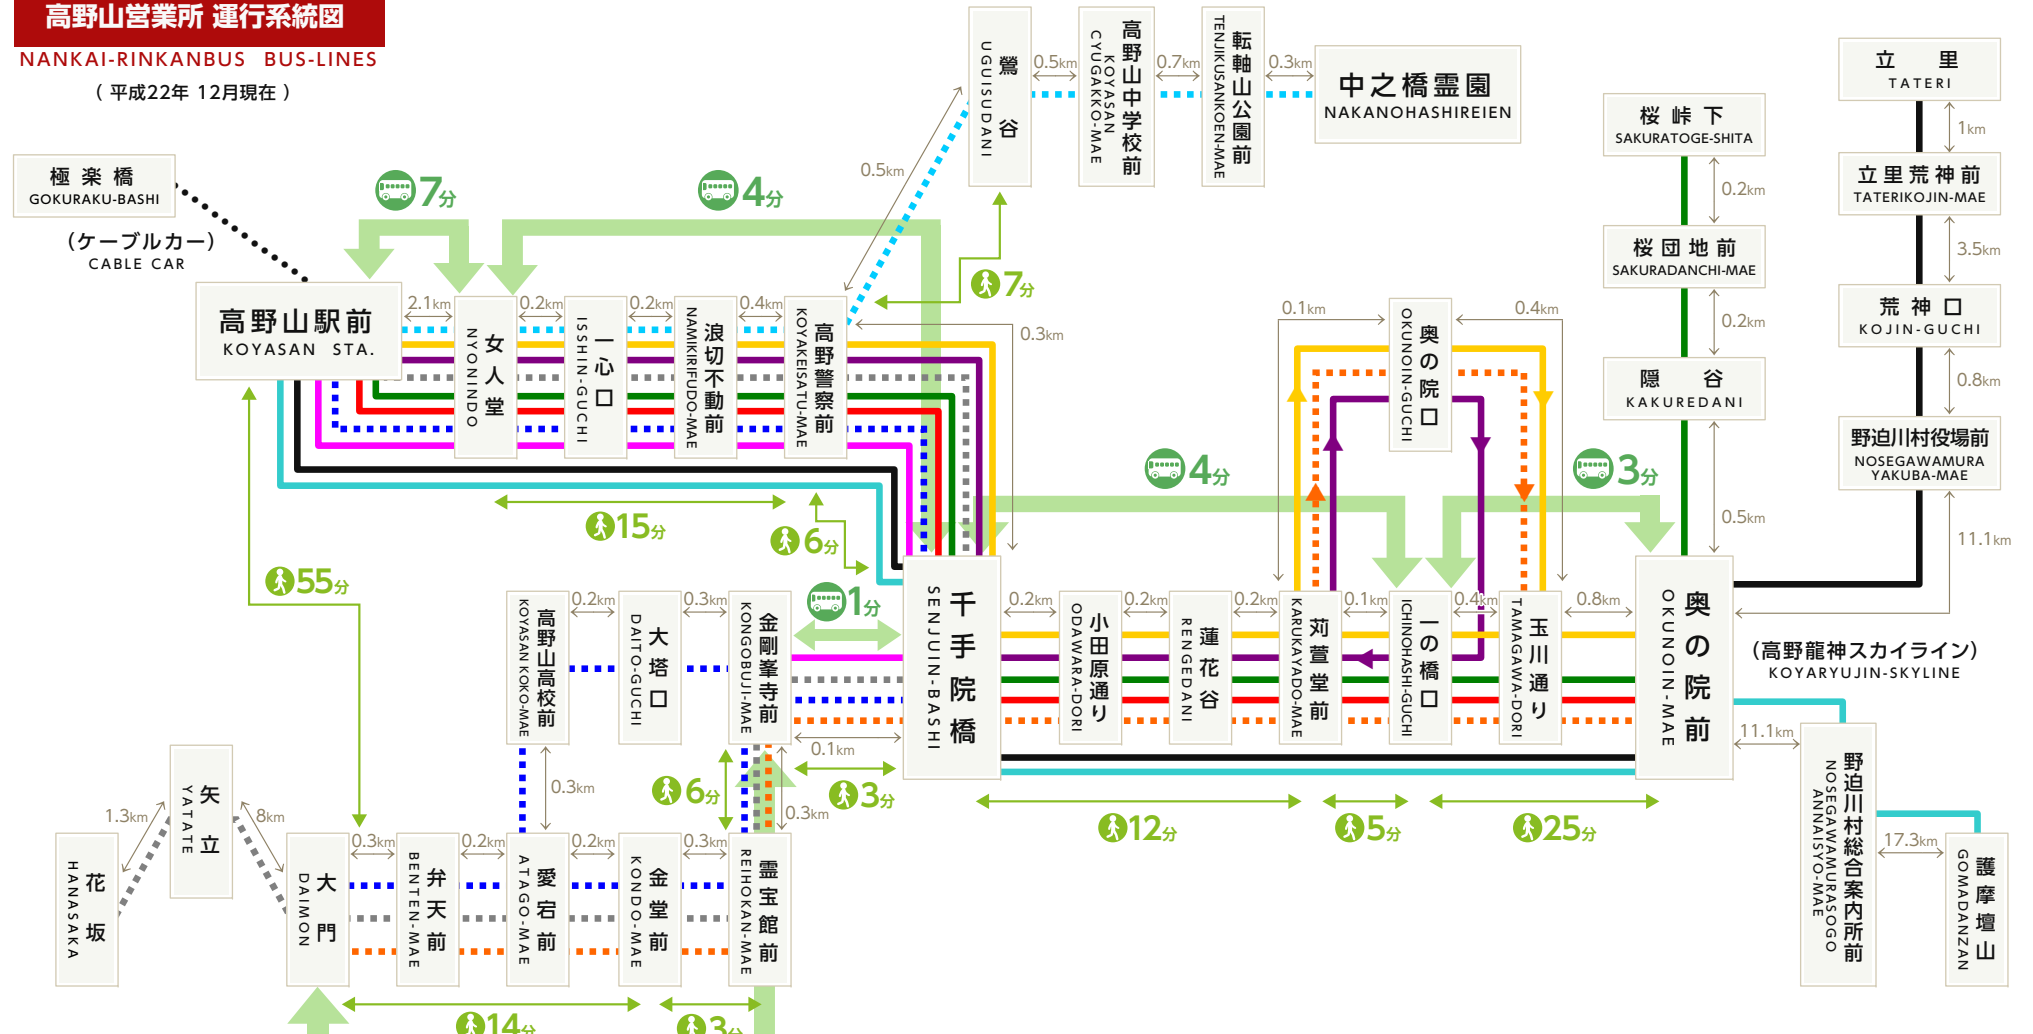 高野山営業所 運行系統図
NANKAI-RINKANBUS BUS-LINES
( 平成22年 12月現在 )
極楽橋
GOKURAKU-BASHI
(ケーブルカー)
CABLE CAR
7分
4分
鶯谷
UGUISUDANI
0.5km
高野山中学校前
KOYASAN
CYUGAKKO-MAE
0.7km
転軸山公園前
TENJIKUSANKOEN-MAE
0.3km
中之橋霊園
NAKANOHASHIREIEN
0.5km
7分
立里
TATERI
1km
立里荒神前
TATERIKOJIN-MAE
3.5km
荒神口
KOJIN-GUCHI
0.8km
野迫川村役場前
NOSEGAWAMURA
YAKUBA-MAE
11.1km
桜峠下
SAKURATOGE-SHITA
0.2km
桜団地前
SAKURADANCHI-MAE
0.2km
隠谷
KAKUREDANI
0.5km
高野山駅前
KOYASAN STA.
2.1km
女人堂
NYONINDO
0.2km
一心口
ISSHIN-GUCHI
0.2km
浪切不動前
NAMIKIRIFUDO-MAE
0.4km
高野警察前
KOYAKEISATU-MAE
0.3km
15分
6分
55分
0.1km
奥の院口
OKUNOIN-GUCHI
0.4km
4分
3分
高野山高校前
KOYASAN KOKO-MAE
0.2km
大塔口
DAITO-GUCHI
0.3km
金剛峯寺前
KONGOBUJI-MAE
1分
0.1km
3分
千手院橋
SENJUIN-BASHI
0.2km
小田原通り
ODAWARA-DORI
0.2km
蓮花谷
RENGEDANI
0.2km
苅萱堂前
KARUKAYADO-MAE
0.1km
一の橋口
ICHINOHASHI-GUCHI
0.4km
玉川通り
TAMAGAWA-DORI
0.8km
奥の院前
OKUNOIN-MAE
12分
5分
25分
(高野龍神スカイライン)
KOYARYUJIN-SKYLINE
11.1km
野迫川村総合案内所前
NOSEGAWAMURASOGO
ANNAISYO-MAE
17.3km
護摩壇山
GOMADANZAN
0.3km
6分
0.3km
花坂
HANASAKA
1.3km
矢立
YATATE
8km
大門
DAIMON
0.3km
弁天前
BENTEN-MAE
0.2km
愛宕前
ATAGO-MAE
0.2km
金堂前
KONDO-MAE
0.3km
霊宝館前
REIHOKAN-MAE
14分
3分